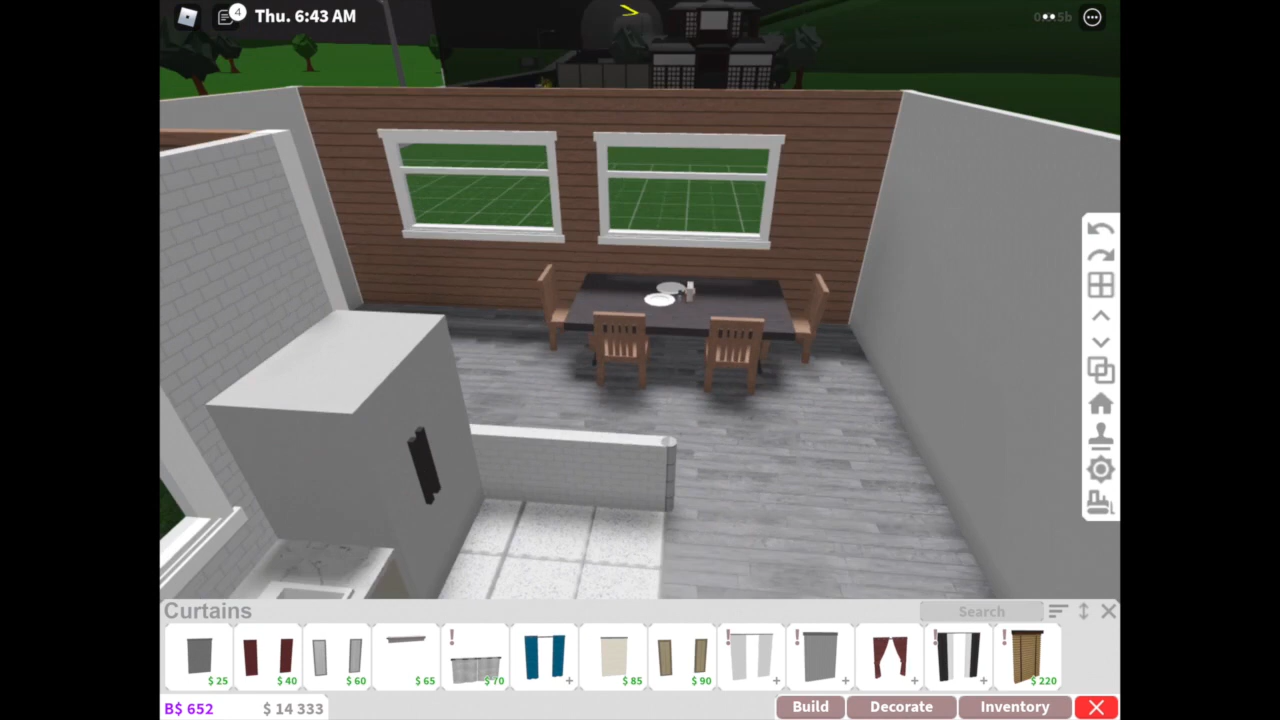 4
Thu. 6:43 AM
Curtains
Search
$ 25
$ 40
$ 60
$ 65
$ 70
$ 85
$ 90
$ 220
B$ 652
$ 14 333
Build
Decorate
Inventory